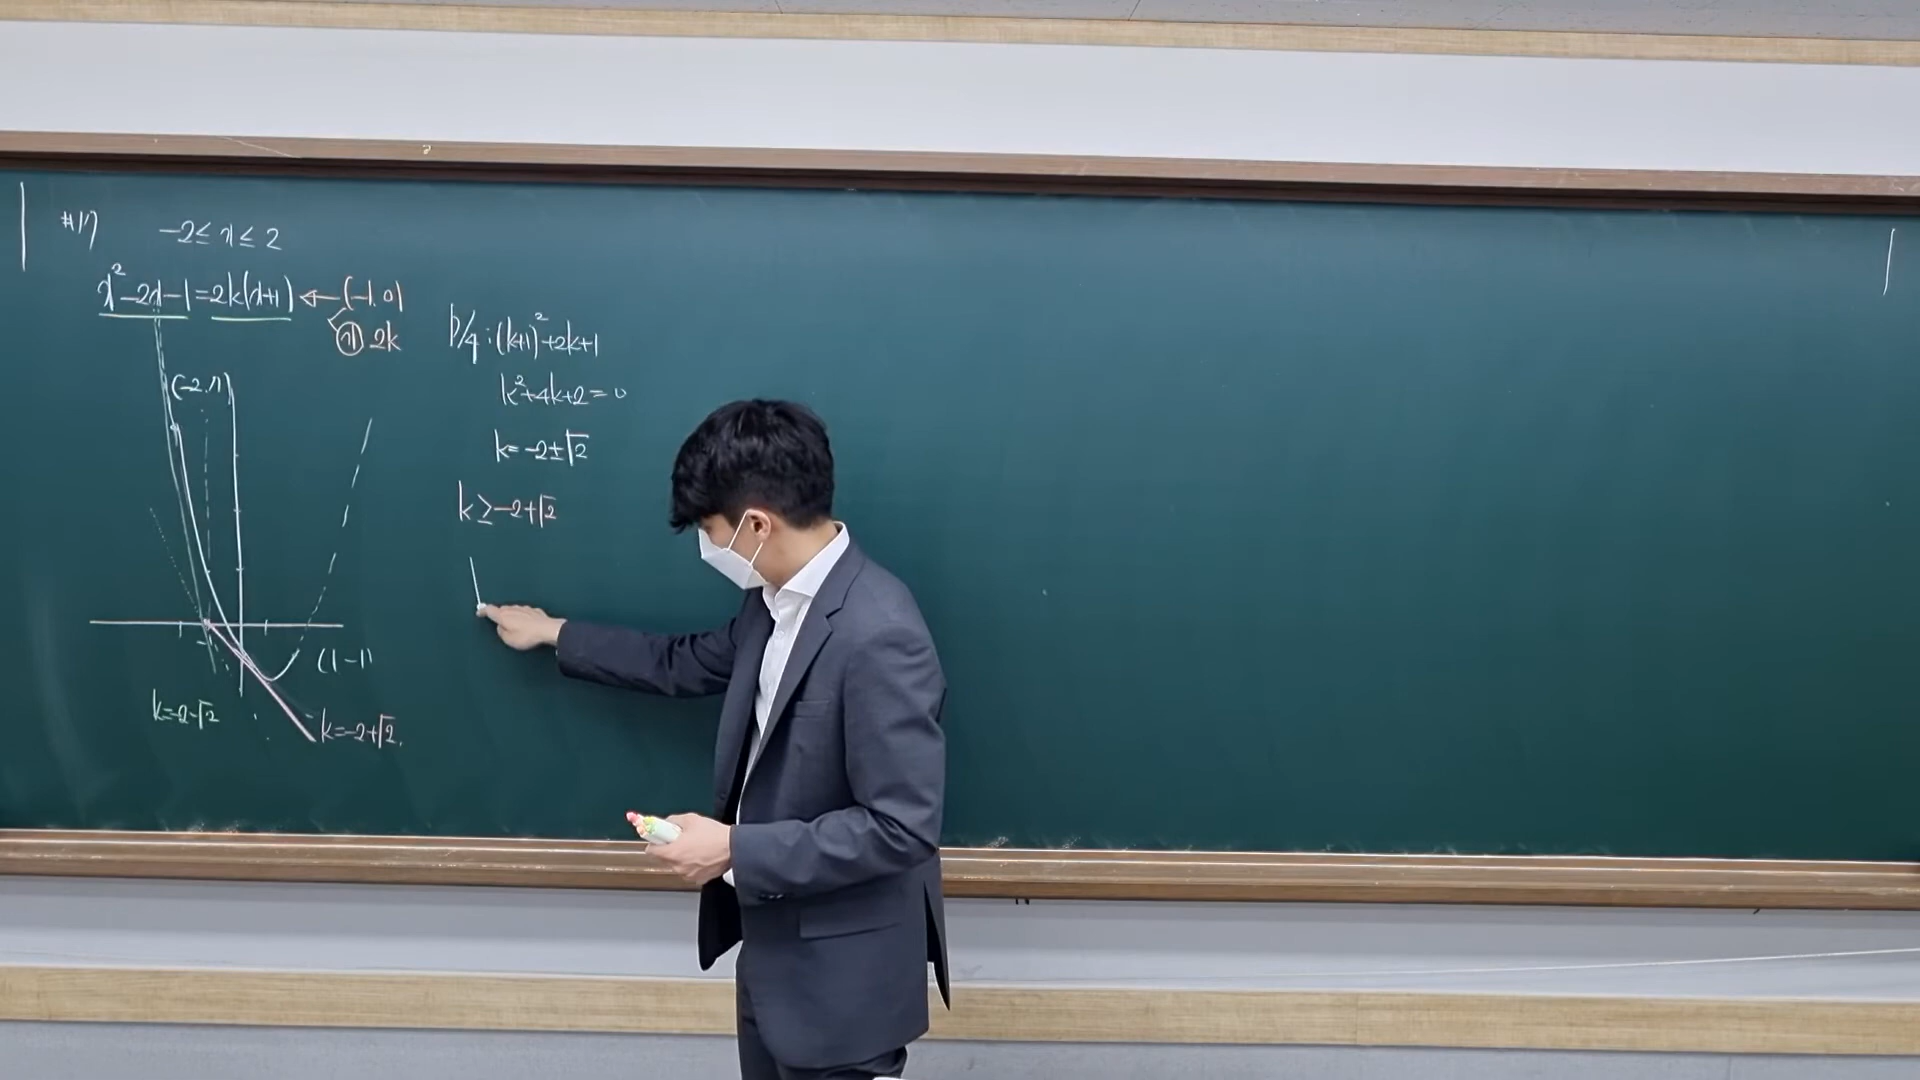 #17)
-2 ≤ x ≤ 2
x²-2x-1=2k(x+1) ← (-1.0)
2k
(-2.7)
(1-1)
k=-2-√2
k=-2+√2.
D/4 : (k+1)²+2k+1
k²+4k+2=0
k=-2±√2
k ≥ -2+√2